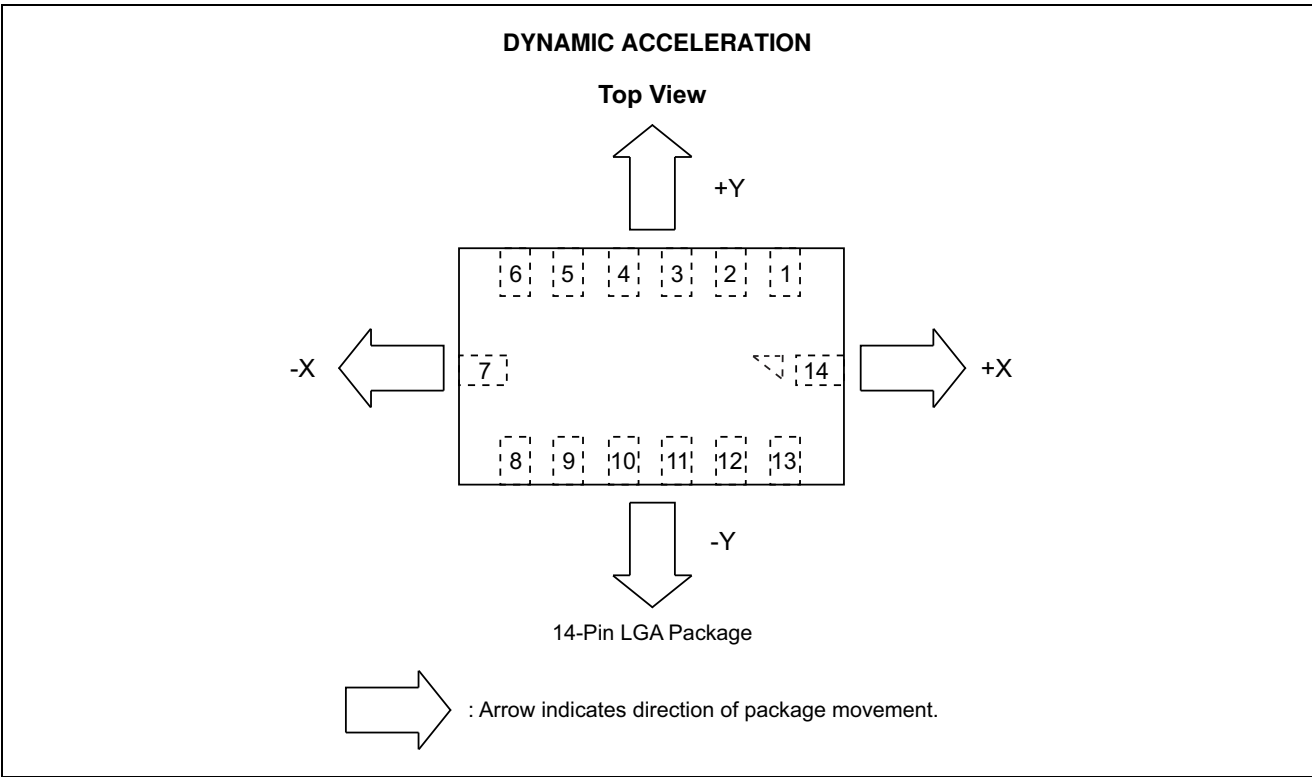 DYNAMIC ACCELERATION
Top View
+Y
6 5 4 3 2 1
-X 7 14 +X
8 9 10 11 12 13
-Y
14-Pin LGA Package
: Arrow indicates direction of package movement.